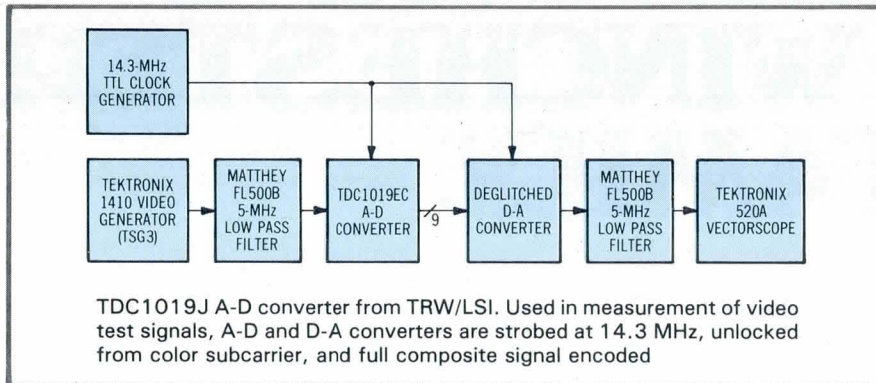 14.3-MHz
TTL CLOCK
GENERATOR
TEKTRONIX
1410 VIDEO
GENERATOR
(TSG3)
MATTHEY
FL500B
5-MHz
LOW PASS
FILTER
TDC1019EC
A-D
CONVERTER
9
DEGLITCHED
D-A
CONVERTER
MATTHEY
FL500B
5-MHz
LOW PASS
FILTER
TEKTRONIX
520A
VECTORSCOPE
TDC1019J A-D converter from TRW/LSI. Used in measurement of video
test signals, A-D and D-A converters are strobed at 14.3 MHz, unlocked
from color subcarrier, and full composite signal encoded